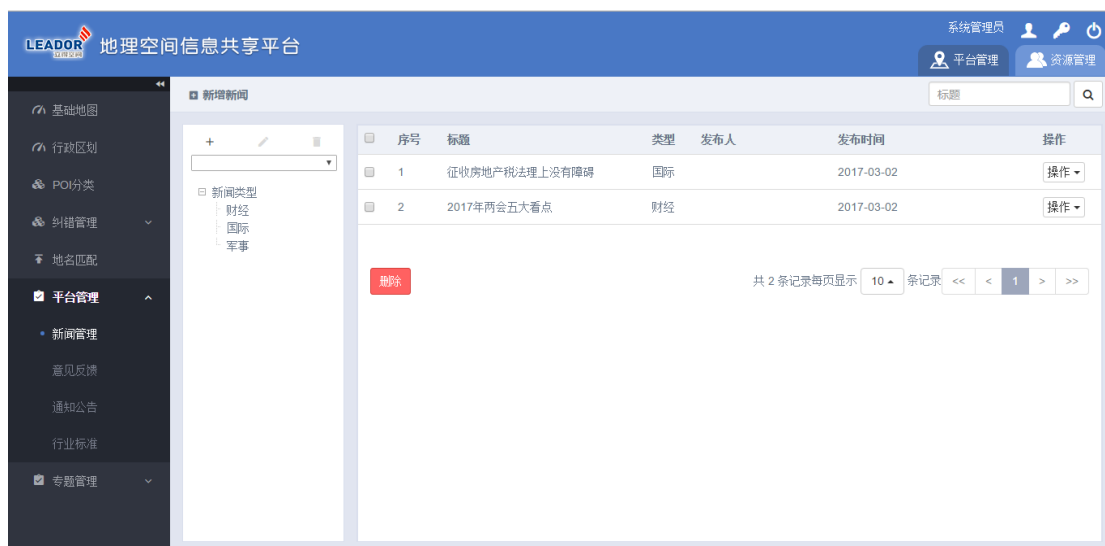 系统管理员
LEADOR 地理空间信息共享平台
立得空间
平台管理 资源管理
新增新闻 标题
基础地图
行政区划
POI分类
纠错管理
地名匹配
平台管理
新闻管理
意见反馈
通知公告
行业标准
专题管理
新闻类型
财经
国际
军事
序号 标题 类型 发布人 发布时间 操作
1 征收房地产税法理上没有障碍 国际 2017-03-02 操作
2 2017年两会五大看点 财经 2017-03-02 操作
删除 共 2 条记录每页显示 10 条记录 << < 1 > >>